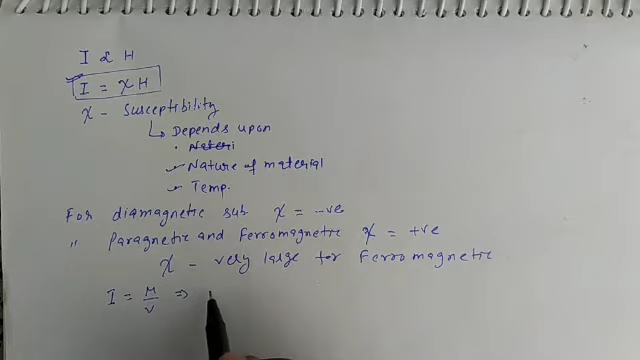 I α H
I = χH
χ - Susceptibility
↳ Depends upon
• Nateri
✓ Nature of material
✓ Temp.
For diamagnetic sub χ = -ve
" Paragnetic and Ferromagnetic χ = +ve
χ - very large for Ferromagnetic
I = M/V ⇒